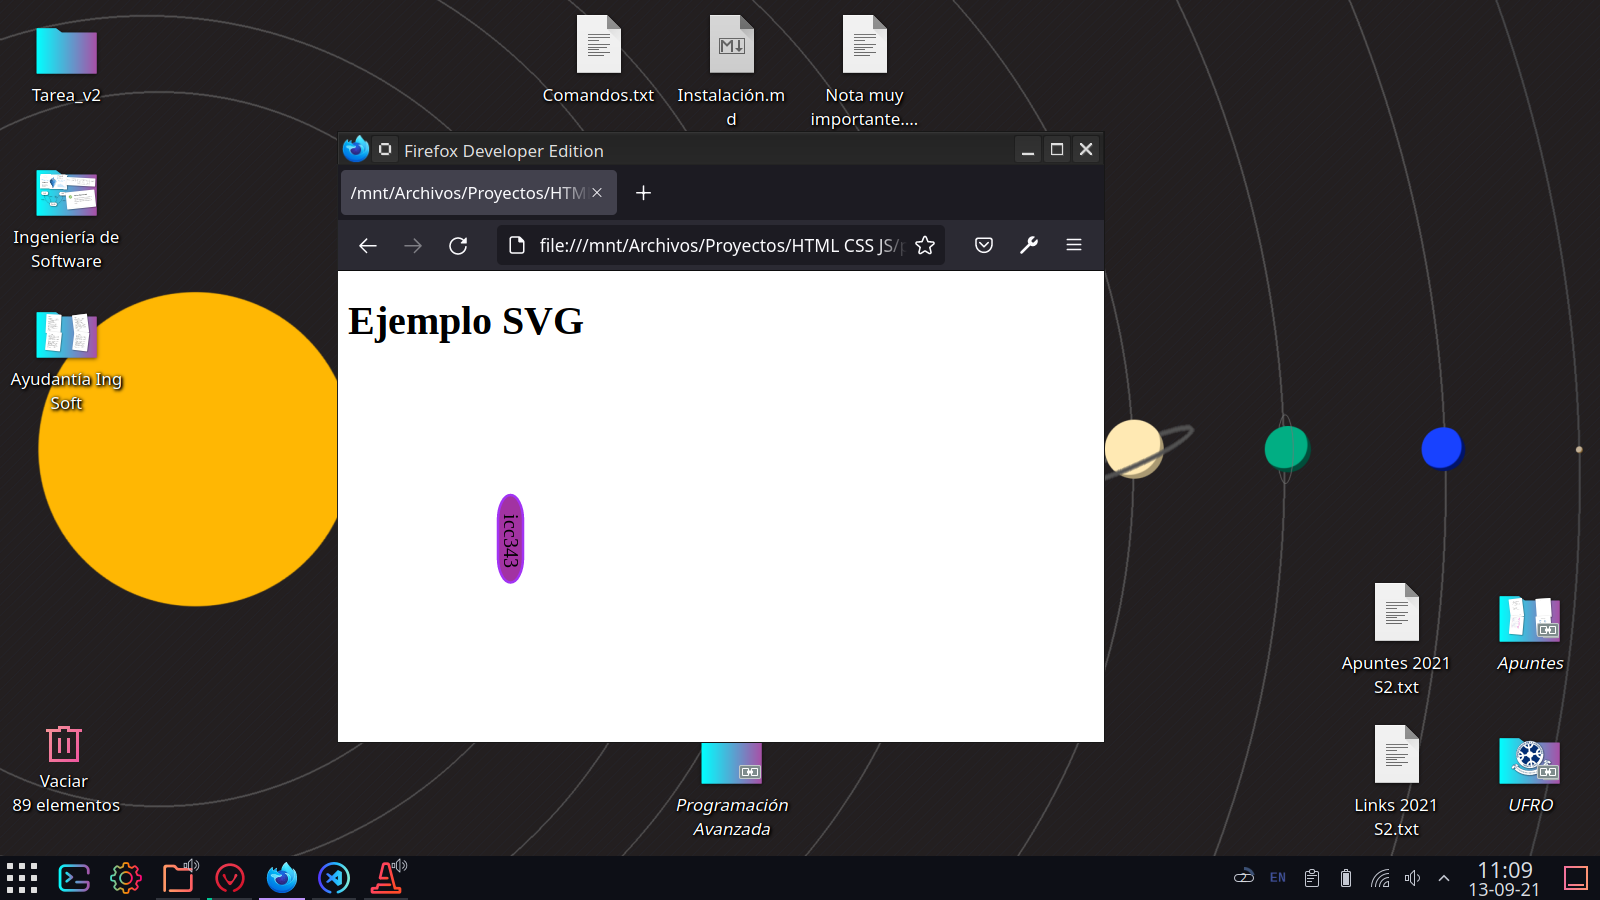 Tarea_v2
Comandos.txt
Instalación.m
d
Nota muy
importante....
Firefox Developer Edition
/mnt/Archivos/Proyectos/HTM
file:///mnt/Archivos/Proyectos/HTML CSS JS/p
Ejemplo SVG
icc343
Ingeniería de
Software
Ayudantía Ing
Soft
Apuntes 2021
S2.txt
Apuntes
Vaciar
89 elementos
Programación
Avanzada
Links 2021
S2.txt
UFRO
EN
11:09
13-09-21